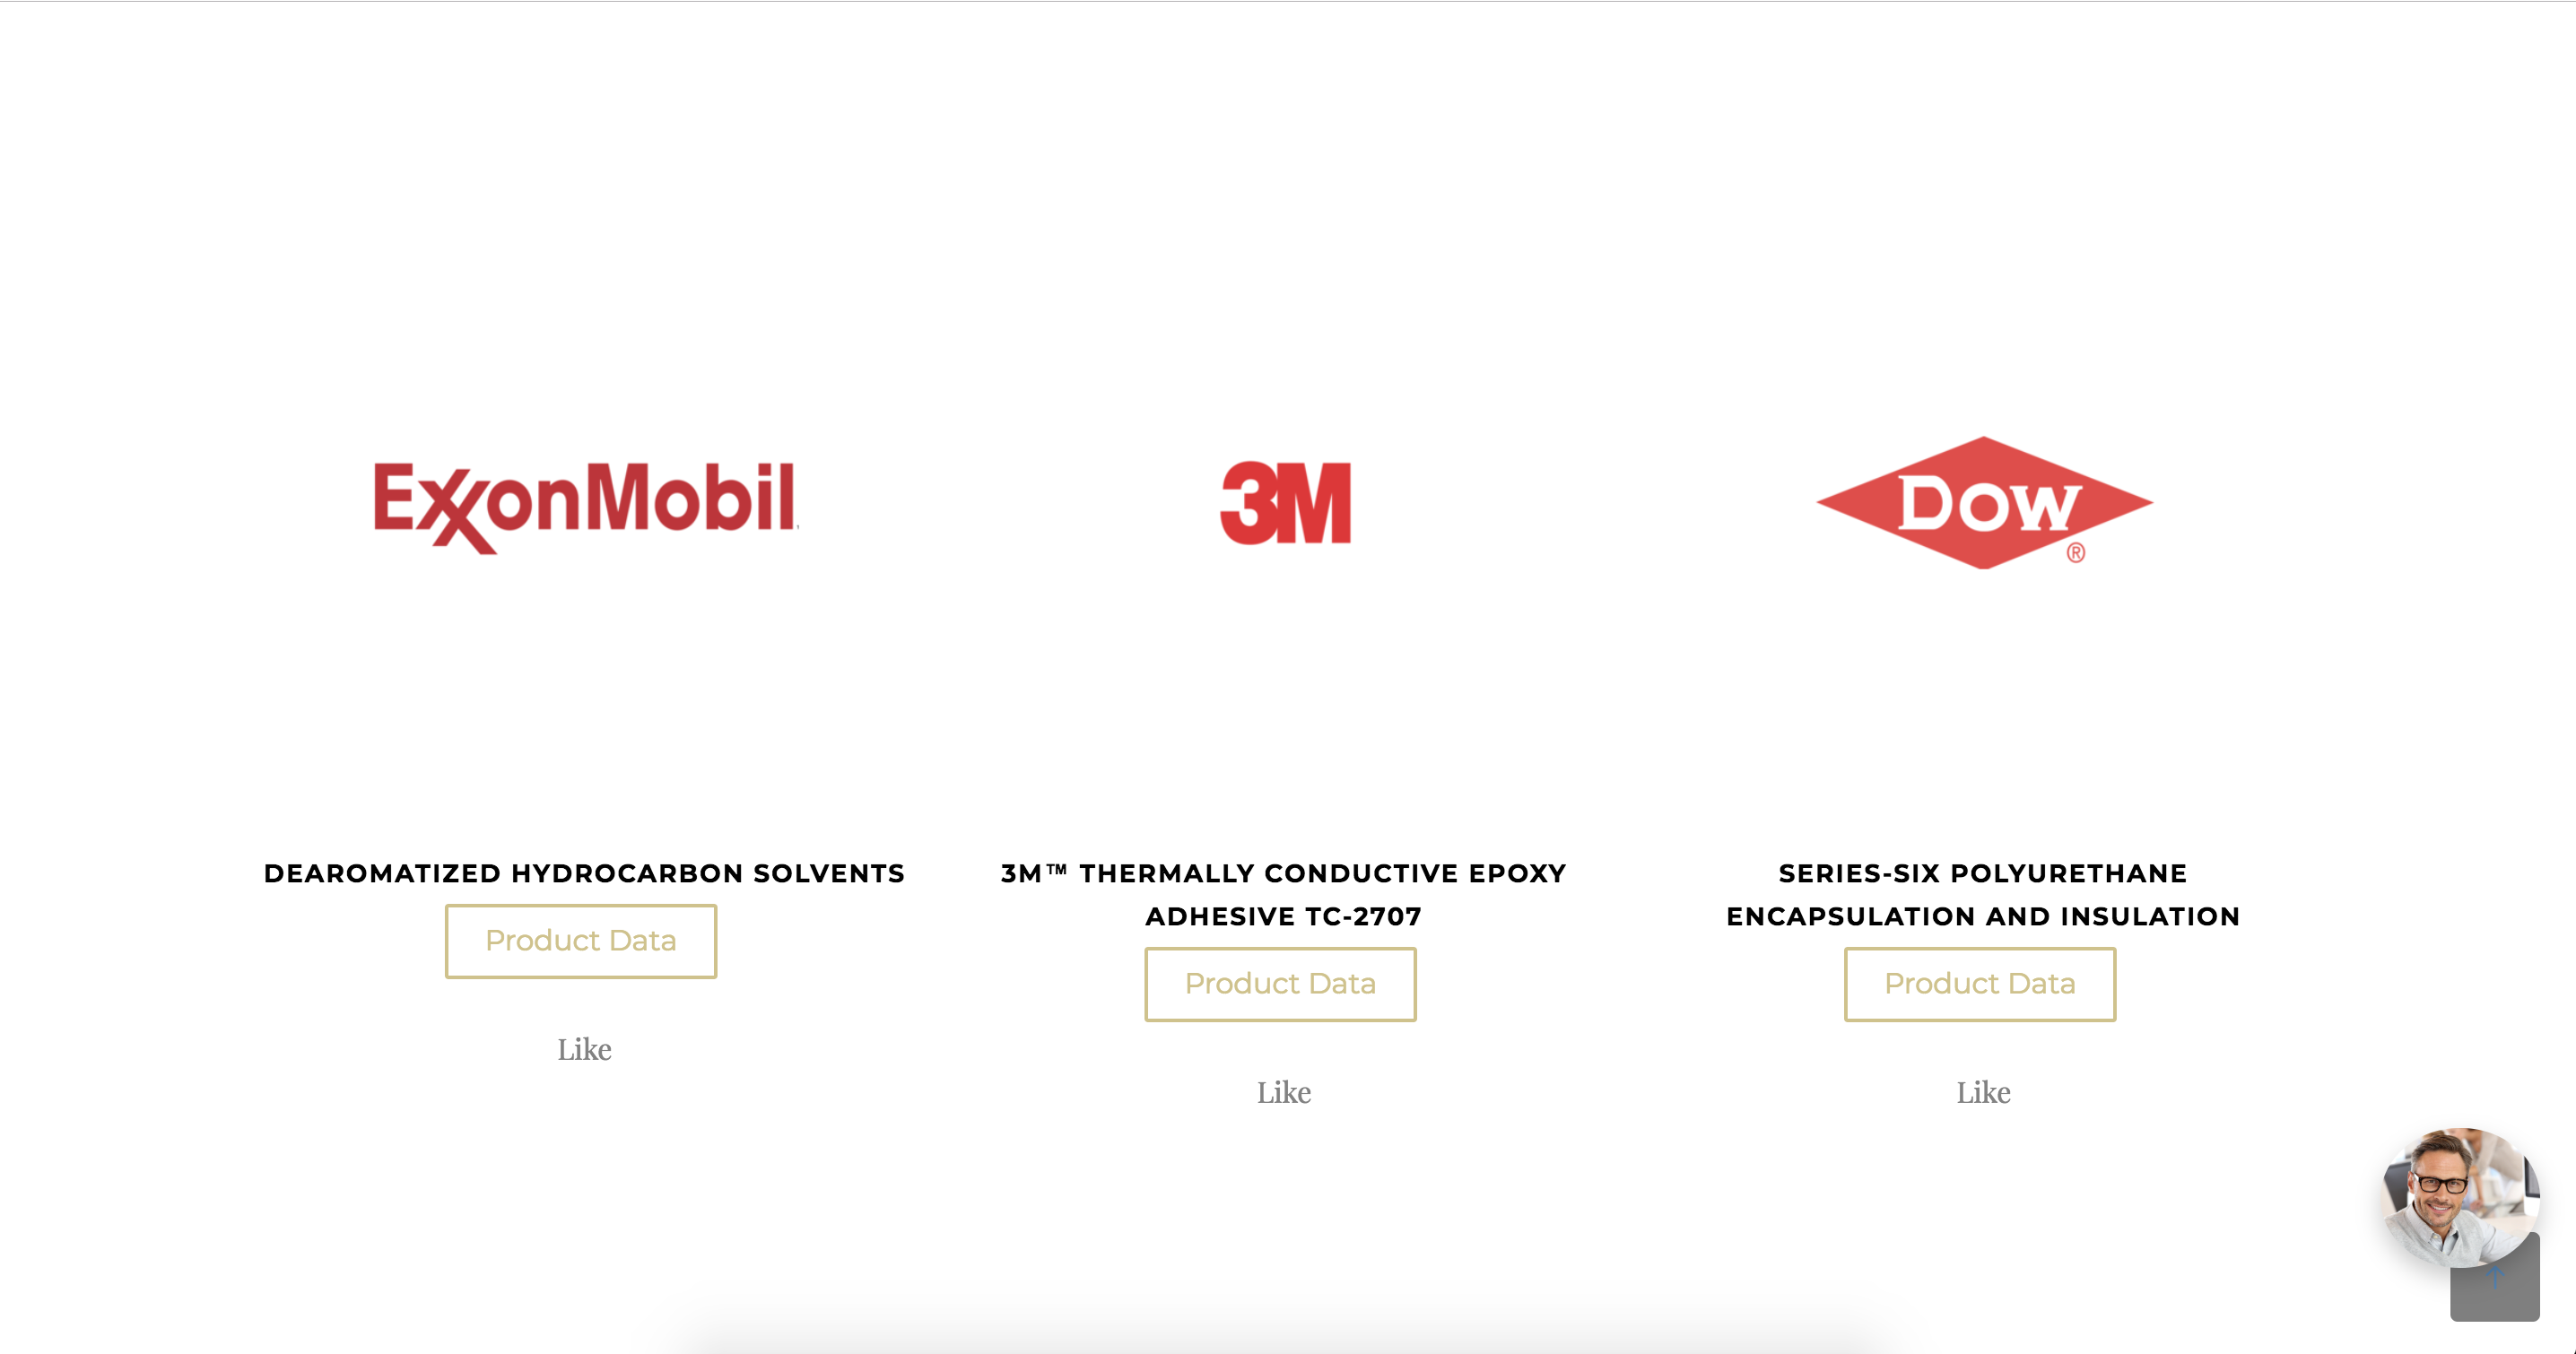 ExxonMobil
3M
Dow
®
DEAROMATIZED HYDROCARBON SOLVENTS
Product Data
Like
3M™ THERMALLY CONDUCTIVE EPOXY
ADHESIVE TC-2707
Product Data
Like
SERIES-SIX POLYURETHANE
ENCAPSULATION AND INSULATION
Product Data
Like